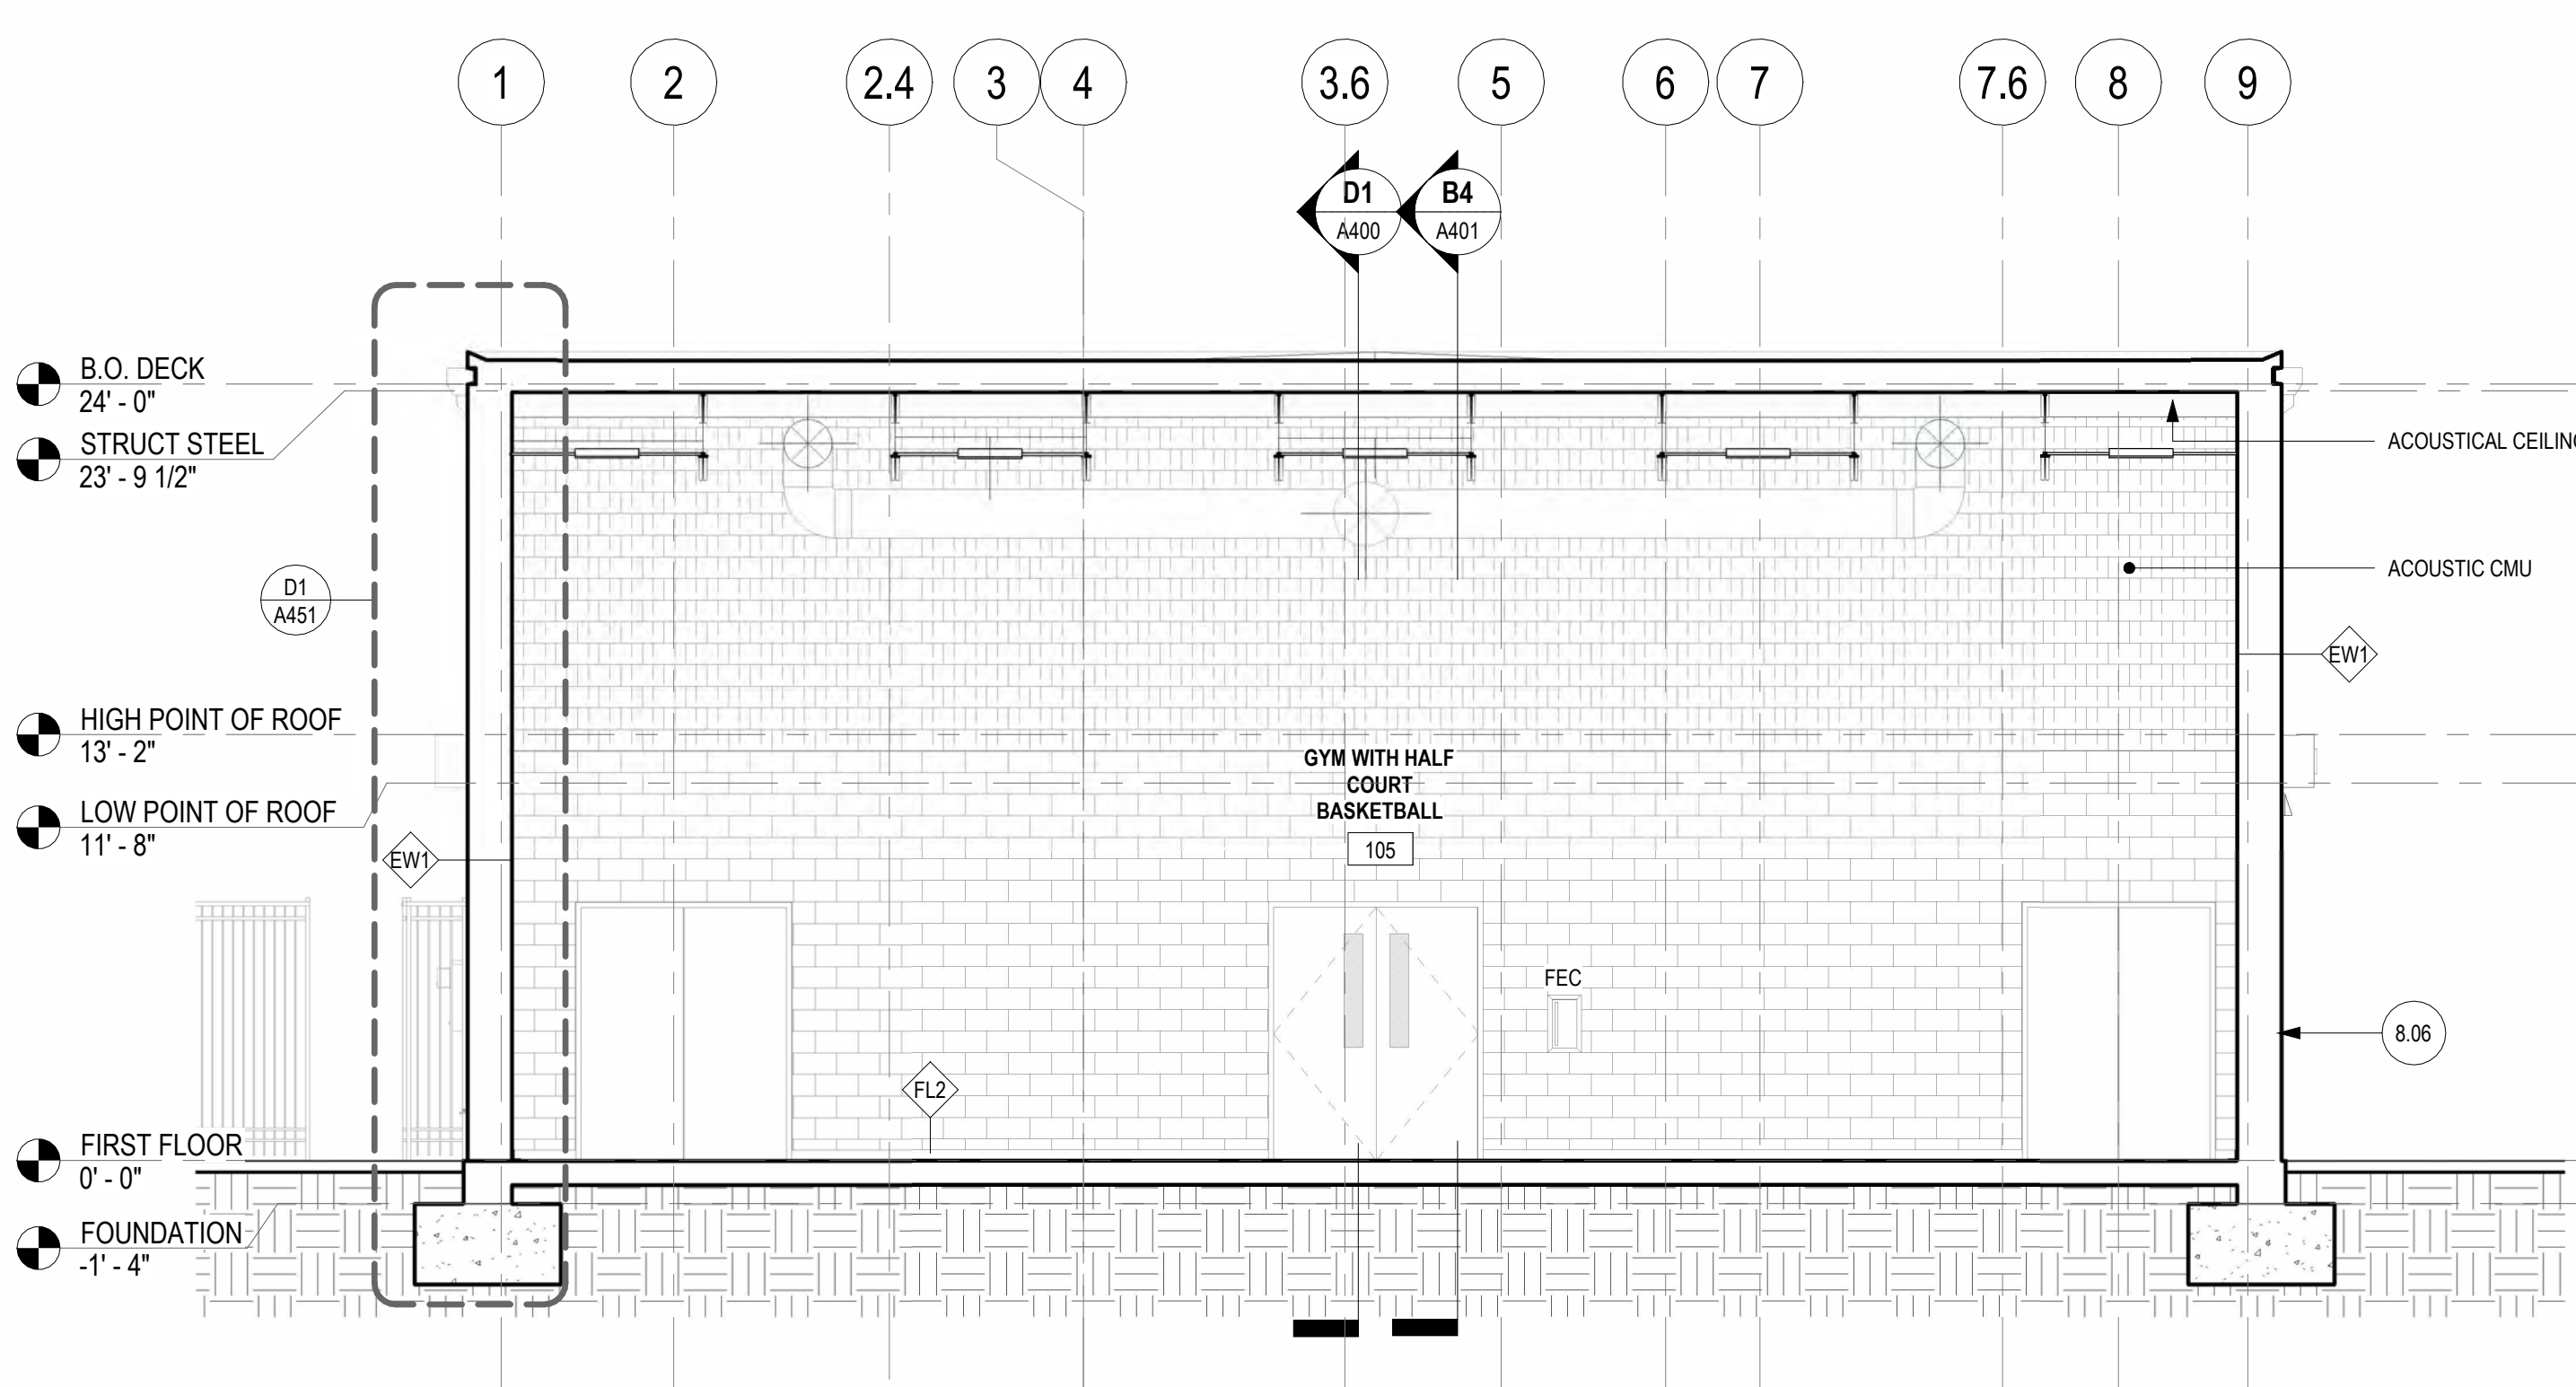 1
2
2.4
3
4
3.6
5
6
7
7.6
8
9
D1
A400
B4
A401
B.O. DECK
24' - 0"
STRUCT STEEL
23' - 9 1/2"
ACOUSTICAL CEILING
D1
A451
ACOUSTIC CMU
EW1
HIGH POINT OF ROOF
13' - 2"
GYM WITH HALF
COURT
BASKETBALL
105
LOW POINT OF ROOF
11' - 8"
EW1
FEC
8.06
FL2
FIRST FLOOR
0' - 0"
FOUNDATION
-1' - 4"